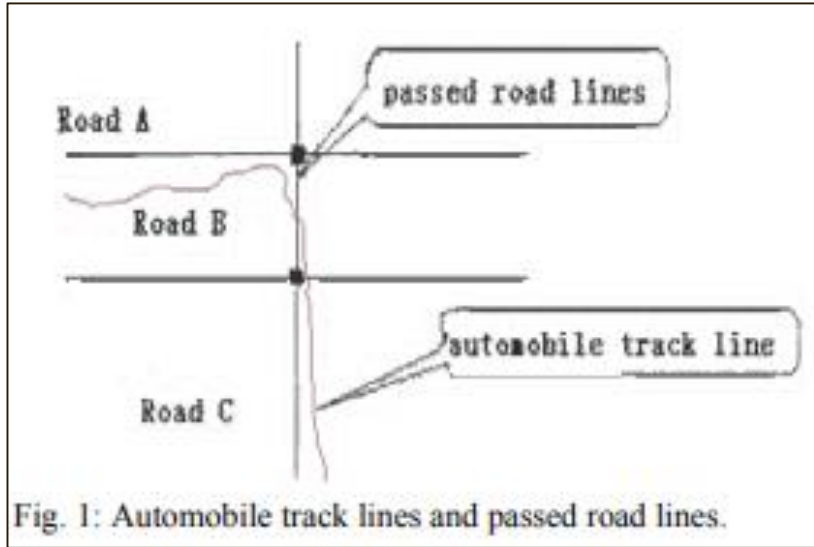 passed road lines
Road A
Road B
automobile track line
Road C
Fig. 1: Automobile track lines and passed road lines.